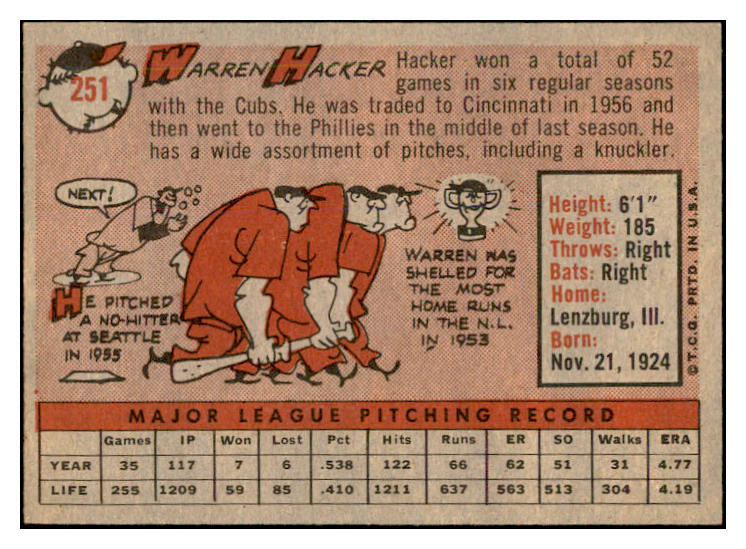 251
WARREN HACKER
Hacker won a total of 52
games in six regular seasons
with the Cubs. He was traded to Cincinnati in 1956 and
then went to the Phillies in the middle of last season. He
has a wide assortment of pitches, including a knuckler.
NEXT!
HE PITCHED
A NO-HITTER
AT SEATTLE
IN 1955
WARREN WAS
SHELLED FOR
THE MOST
HOME RUNS
IN THE N.L.
IN 1953
Height: 6'1"
Weight: 185
Throws: Right
Bats: Right
Home:
Lenzburg, Ill.
Born:
Nov. 21, 1924
© T.C.G. PRTD. IN U.S.A.
MAJOR LEAGUE PITCHING RECORD
Games IP Won Lost Pct Hits Runs ER SO Walks ERA
YEAR 35 117 7 6 .538 122 66 62 51 31 4.77
LIFE 255 1209 59 85 .410 1211 637 563 513 304 4.19